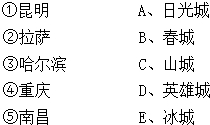 ①昆明 A、日光城
②拉萨 B、春城
③哈尔滨 C、山城
④重庆 D、英雄城
⑤南昌 E、冰城